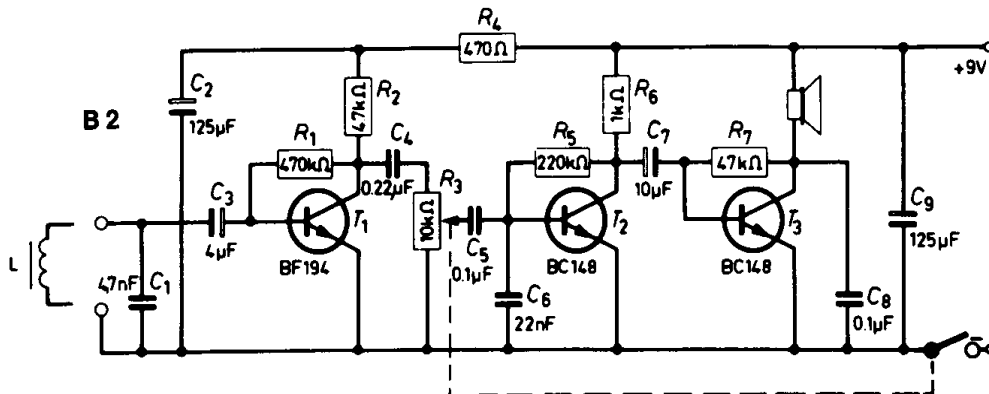 R4
470Ω
+9V
C2
125µF
B2
R2
47kΩ
R6
1kΩ
R1
470kΩ
C4
0.22µF
R3
10kΩ
R5
220kΩ
C7
10µF
R7
47kΩ
C3
4µF
T1
BF194
C5
0.1µF
T2
BC148
T3
BC148
C9
125µF
L
47nF
C1
C6
22nF
C8
0.1µF